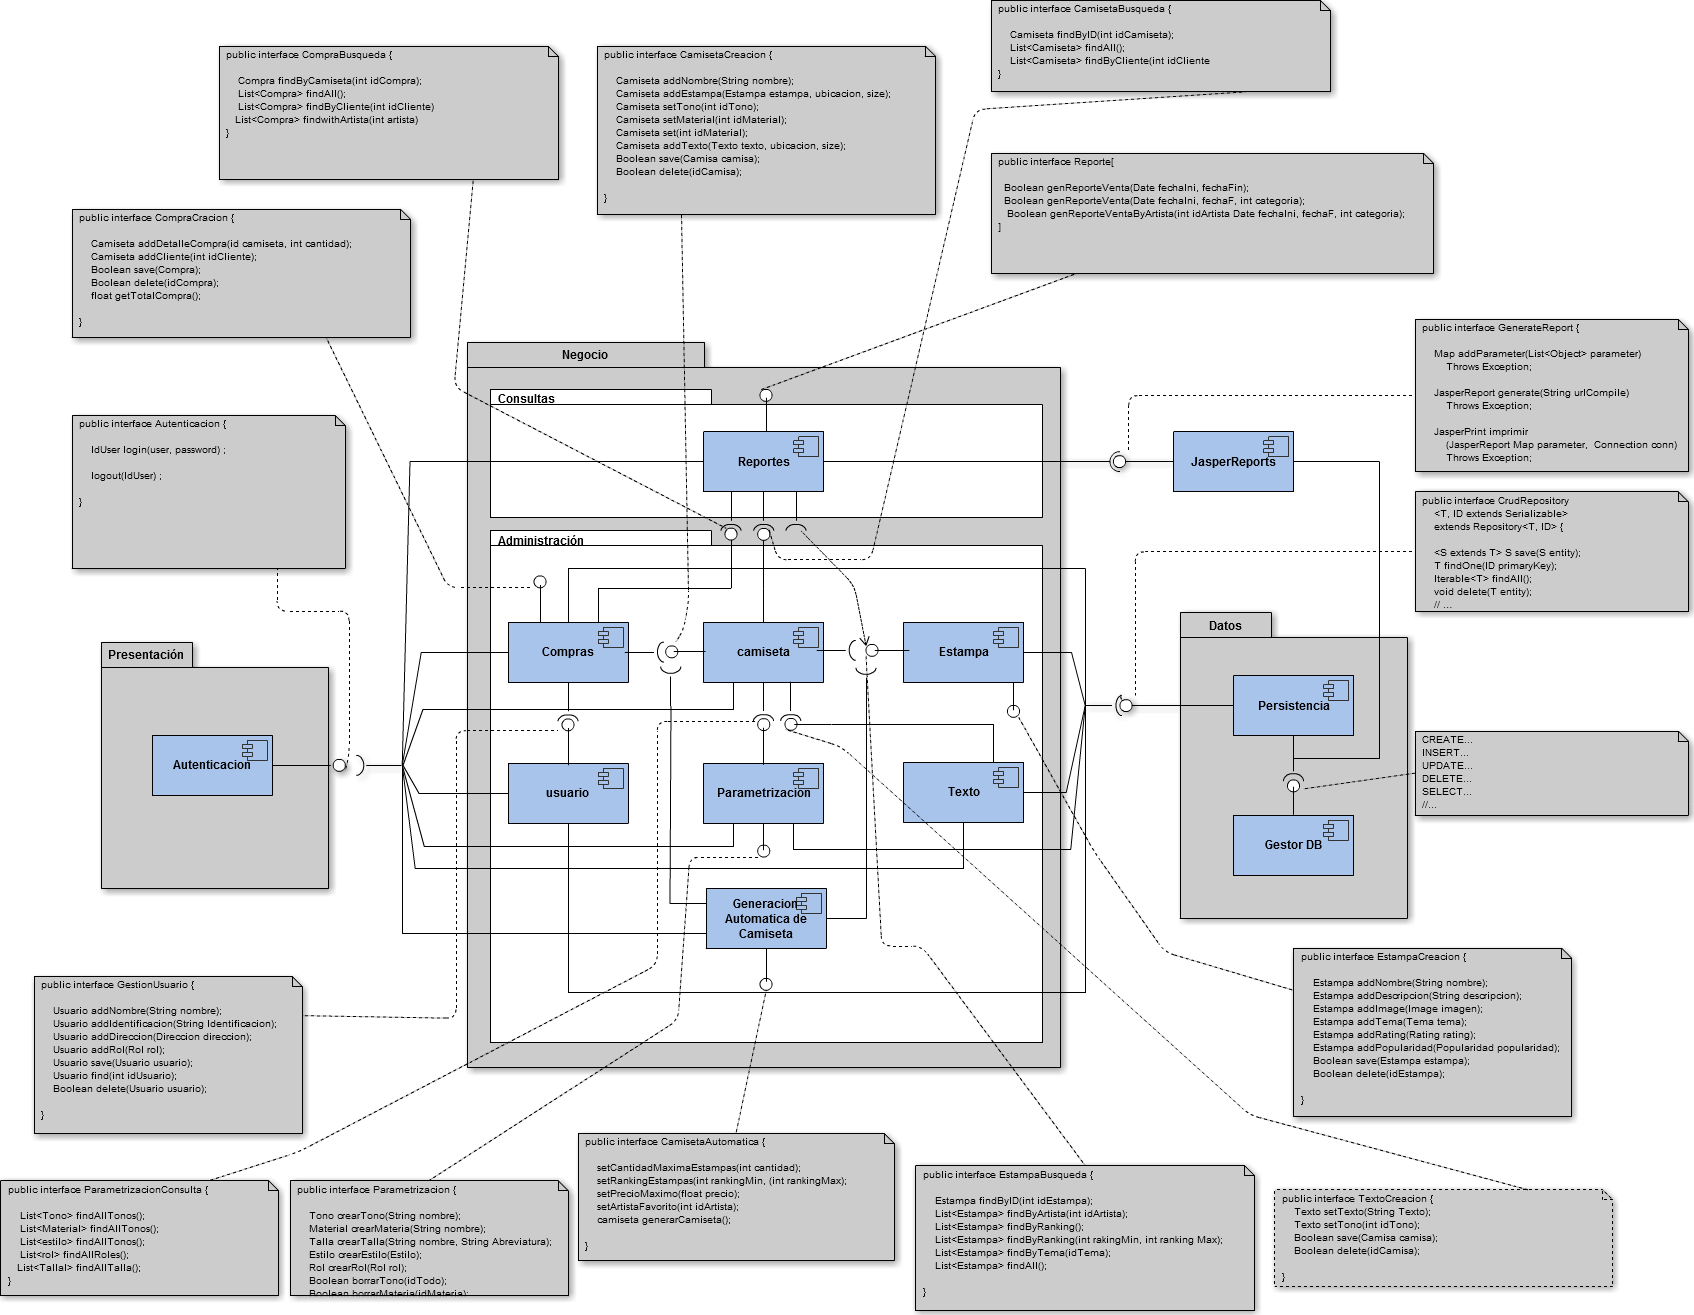 public interface CamisetaBusqueda {
Camiseta findByID(int idCamiseta);
List<Camiseta> findAll();
List<Camiseta> findByCliente(int idCliente
}
public interface CompraBusqueda {
Compra findByCamiseta(int idCompra);
List<Compra> findAll();
List<Compra> findByCliente(int idCliente)
List<Compra> findwithArtista(int artista)
}
public interface CamisetaCreacion {
Camiseta addNombre(String nombre);
Camiseta addEstampa(Estampa estampa, ubicacion, size);
Camiseta setTono(int idTono);
Camiseta setMaterial(int idMaterial);
Camiseta set(int idMaterial);
Camiseta addTexto(Texto texto, ubicacion, size);
Boolean save(Camisa camisa);
Boolean delete(idCamisa);
}
public interface Reporte[
Boolean genReporteVenta(Date fechaIni, fechaFin);
Boolean genReporteVenta(Date fechaIni, fechaF, int categoria);
Boolean genReporteVentaByArtista(int idArtista Date fechaIni, fechaF, int categoria);
]
public interface CompraCracion {
Camiseta addDetalleCompra(id camiseta, int cantidad);
Camiseta addCliente(int idCliente);
Boolean save(Compra);
Boolean delete(idCompra);
float getTotalCompra();
}
public interface GenerateReport {
Map addParameter(List<Object> parameter)
Throws Exception;
JasperReport generate(String urlCompile)
Throws Exception;
JasperPrint imprimir
(JasperReport Map parameter, Connection conn)
Throws Exception;
public interface Autenticacion {
IdUser login(user, password) ;
logout(IdUser) ;
}
public interface CrudRepository
<T, ID extends Serializable>
extends Repository<T, ID> {
<S extends T> S save(S entity);
T findOne(ID primaryKey);
Iterable<T> findAll();
void delete(T entity);
// ...
Negocio
Consultas
Reportes
JasperReports
Administración
Compras
camiseta
Estampa
usuario
Parametrización
Texto
Generacion
Automatica de
Camiseta
Presentación
Autenticacion
Datos
Persistencia
Gestor DB
CREATE...
INSERT...
UPDATE...
DELETE...
SELECT...
//...
public interface GestionUsuario {
Usuario addNombre(String nombre);
Usuario addIdentificacion(String Identificacion);
Usuario addDireccion(Direccion direccion);
Usuario addRol(Rol rol);
Usuario save(Usuario usuario);
Usuario find(int idUsuario);
Boolean delete(Usuario usuario);
}
public interface EstampaCreacion {
Estampa addNombre(String nombre);
Estampa addDescripcion(String descripcion);
Estampa addImage(Image imagen);
Estampa addTema(Tema tema);
Estampa addRating(Rating rating);
Estampa addPopularidad(Popularidad popularidad);
Boolean save(Estampa estampa);
Boolean delete(idEstampa);
}
public interface ParametrizacionConsulta {
List<Tono> findAllTonos();
List<Material> findAllTonos();
List<estilo> findAllTonos();
List<rol> findAllRoles();
List<Tallal> findAllTalla();
}
public interface Parametrizacion {
Tono crearTono(String nombre);
Material crearMateria(String nombre);
Talla crearTalla(String nombre, String Abreviatura);
Estilo crearEstilo(Estilo);
Rol crearRol(Rol rol);
Boolean borrarTono(idTodo);
Boolean borrarMateria(idMateria);
public interface CamisetaAutomatica {
setCantidadMaximaEstampas(int cantidad);
setRankingEstampas(int rankingMin, (int rankingMax);
setPrecioMaximo(float precio);
setArtistaFavorito(int idArtista);
camiseta generarCamiseta();
}
public interface EstampaBusqueda {
Estampa findByID(int idEstampa);
List<Estampa> findByArtista(int idArtista);
List<Estampa> findByRanking();
List<Estampa> findByRanking(int rakingMin, int ranking Max);
List<Estampa> findByTema(idTema);
List<Estampa> findAll();
}
public interface TextoCreacion {
Texto setTexto(String Texto);
Texto setTono(int idTono);
Boolean save(Camisa camisa);
Boolean delete(idCamisa);
}